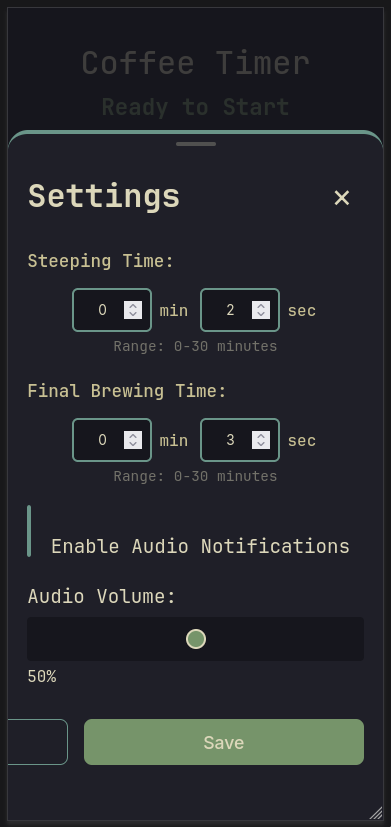 Coffee Timer
Ready to Start
Settings ✕
Steeping Time:
0 min 2 sec
Range: 0-30 minutes
Final Brewing Time:
0 min 3 sec
Range: 0-30 minutes
Enable Audio Notifications
Audio Volume:
50%
Save